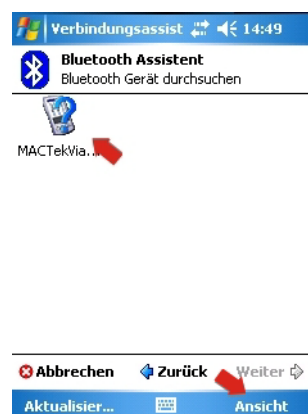 Verbindungsassist 14:49
Bluetooth Assistent
Bluetooth Gerät durchsuchen
MACTekVia...
Abbrechen Zurück Weiter
Aktualisier... Ansicht